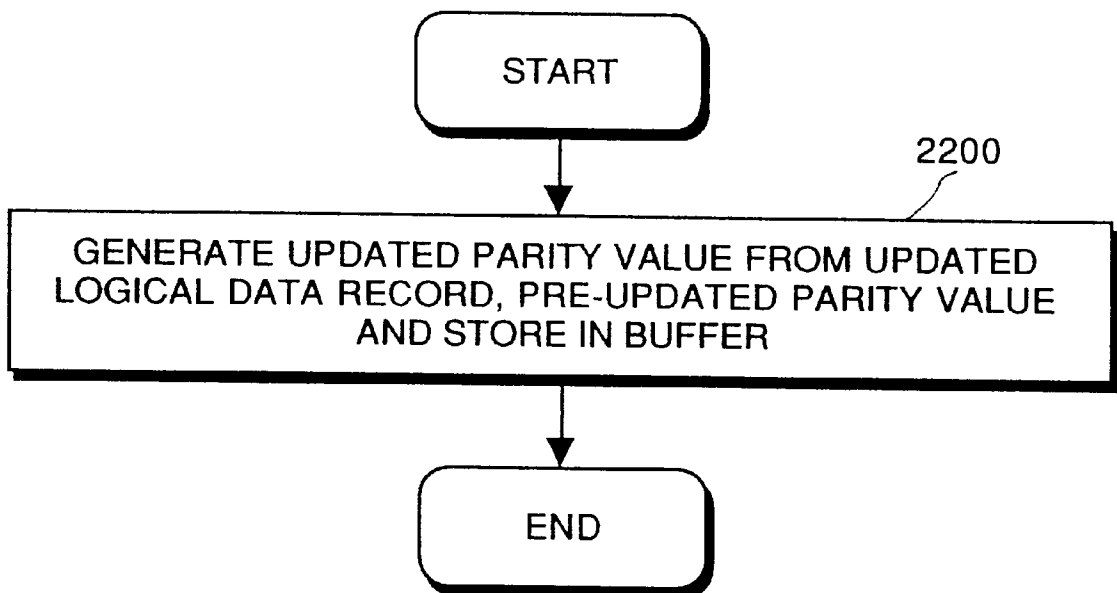 START
2200
GENERATE UPDATED PARITY VALUE FROM UPDATED
LOGICAL DATA RECORD, PRE-UPDATED PARITY VALUE
AND STORE IN BUFFER
END